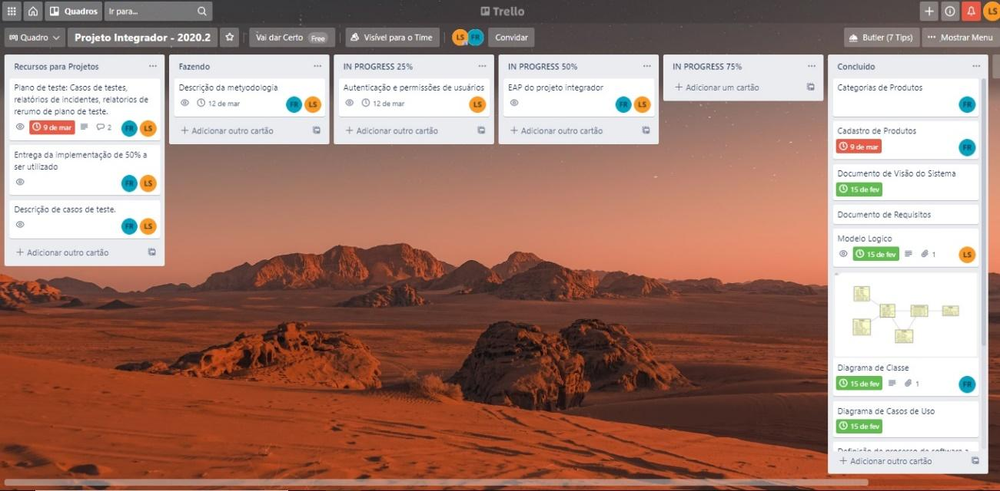 Quadros
Ir para...
Trello
LS
Quadro
Projeto Integrador - 2020.2
Vai dar Certo Free
Visível para o Time
LS FR
Convidar
Butler (7 Tips)
Mostrar Menu
Recursos para Projetos
Plano de teste: Casos de testes,
relatórios de incidentes, relatorios de
rerumo de plano de teste.
9 de mar
2
FR LS
Entrega da implementação de 50% a
ser utilizado
FR LS
Descrição de casos de teste.
FR LS
+ Adicionar outro cartão
Fazendo
Descrição da metyodologia
12 de mar
FR LS
+ Adicionar outro cartão
IN PROGRESS 25%
Autenticação e permissões de usuários
12 de mar
LS
+ Adicionar outro cartão
IN PROGRESS 50%
EAP do projeto integrador
FR LS
+ Adicionar outro cartão
IN PROGRESS 75%
+ Adicionar um cartão
Concluído
Categorias de Produtos
FR
Cadastro de Produtos
9 de mar
FR
Documento de Visão do Sistema
15 de fev
Documento de Requisitos
Modelo Logico
15 de fev
1
LS
Diagrama de Classe
15 de fev
1
FR
Diagrama de Casos de Uso
15 de fev
Definição de processo de software a
+ Adicionar outro cartão